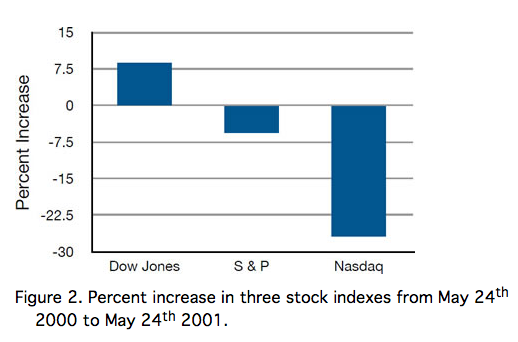 15
7.5
0
-7.5
-15
-22.5
-30
Percent Increase
Dow Jones S & P Nasdaq
Figure 2. Percent increase in three stock indexes from May 24th
2000 to May 24th 2001.